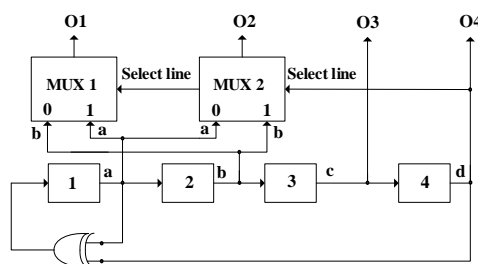 O1 O2 O3 O4
Select line Select line
MUX 1 MUX 2
0 1 0 1
b a a b
1 a 2 b 3 c 4 d